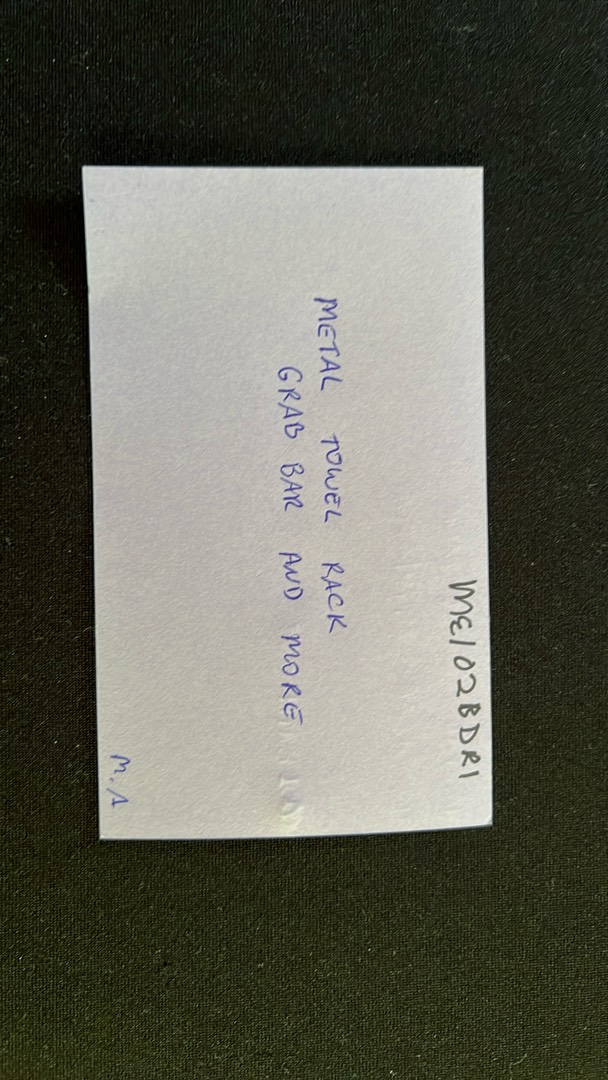 ME102BDR1
METAL TOWEL RACK
GRAB BAR AND MORE
M.A